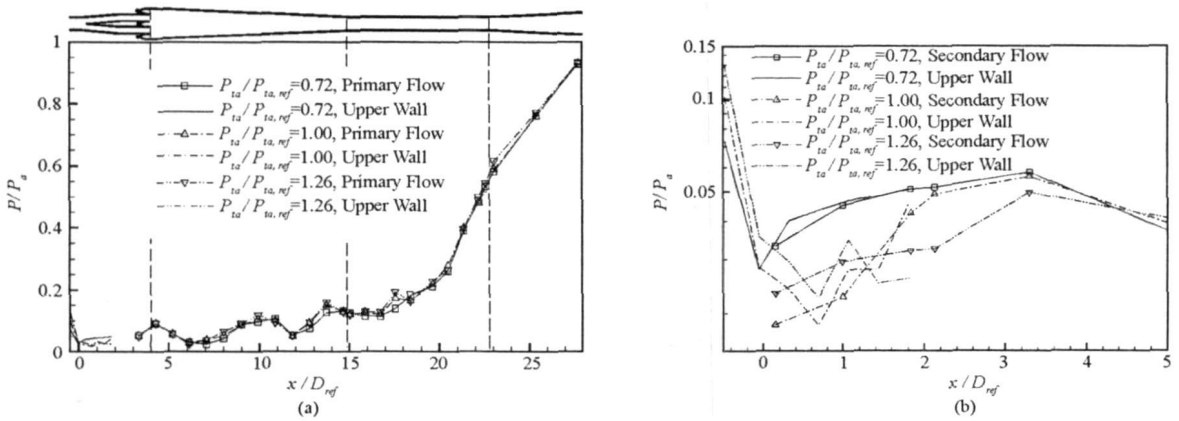 1
0.8
0.6
0.4
0.2
0
P/Pₐ
P_ta/P_ta, ref=0.72, Primary Flow
P_ta/P_ta, ref=0.72, Upper Wall
P_ta/P_ta, ref=1.00, Primary Flow
P_ta/P_ta, ref=1.00, Upper Wall
P_ta/P_ta, ref=1.26, Primary Flow
P_ta/P_ta, ref=1.26, Upper Wall
0 5 10 15 20 25
x/D_ref
(a)
0.15
0.1
0.05
P/Pₐ
P_ta/P_ta, ref=0.72, Secondary Flow
P_ta/P_ta, ref=0.72, Upper Wall
P_ta/P_ta, ref=1.00, Secondary Flow
P_ta/P_ta, ref=1.00, Upper Wall
P_ta/P_ta, ref=1.26, Secondary Flow
P_ta/P_ta, ref=1.26, Upper Wall
0 1 2 3 4 5
x/D_ref
(b)